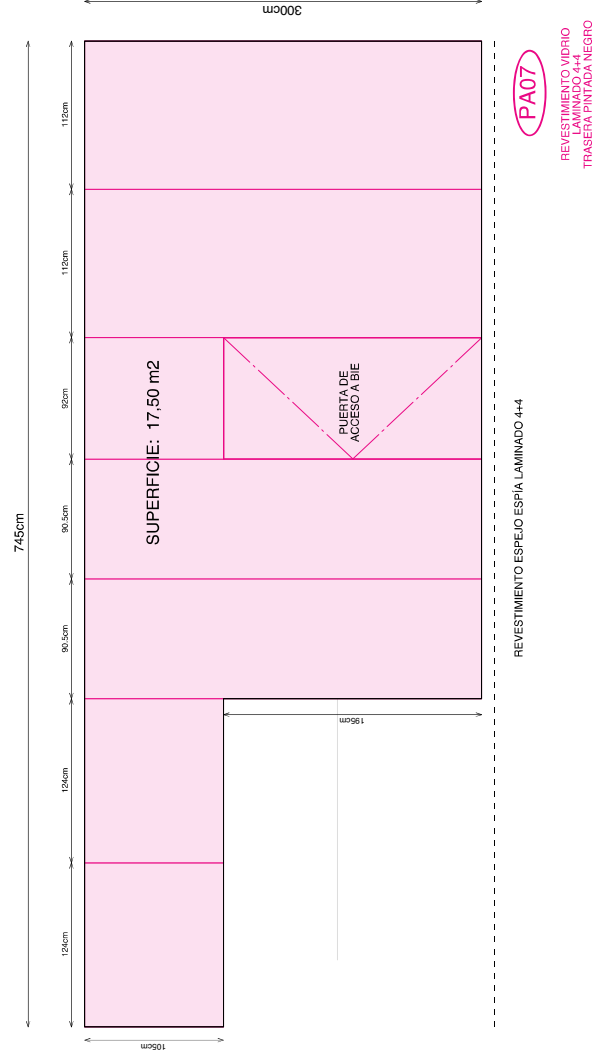 745cm
124cm
124cm
90.5cm
90.5cm
92cm
112cm
112cm
300cm
105cm
195cm
SUPERFICIE: 17,50 m2
PUERTA DE
ACCESO A BIE
REVESTIMIENTO ESPEJO ESPÍA LAMINADO 4+4
PA07
REVESTIMIENTO VIDRIO
LAMINADO 4+4
TRASERA PINTADA NEGRO